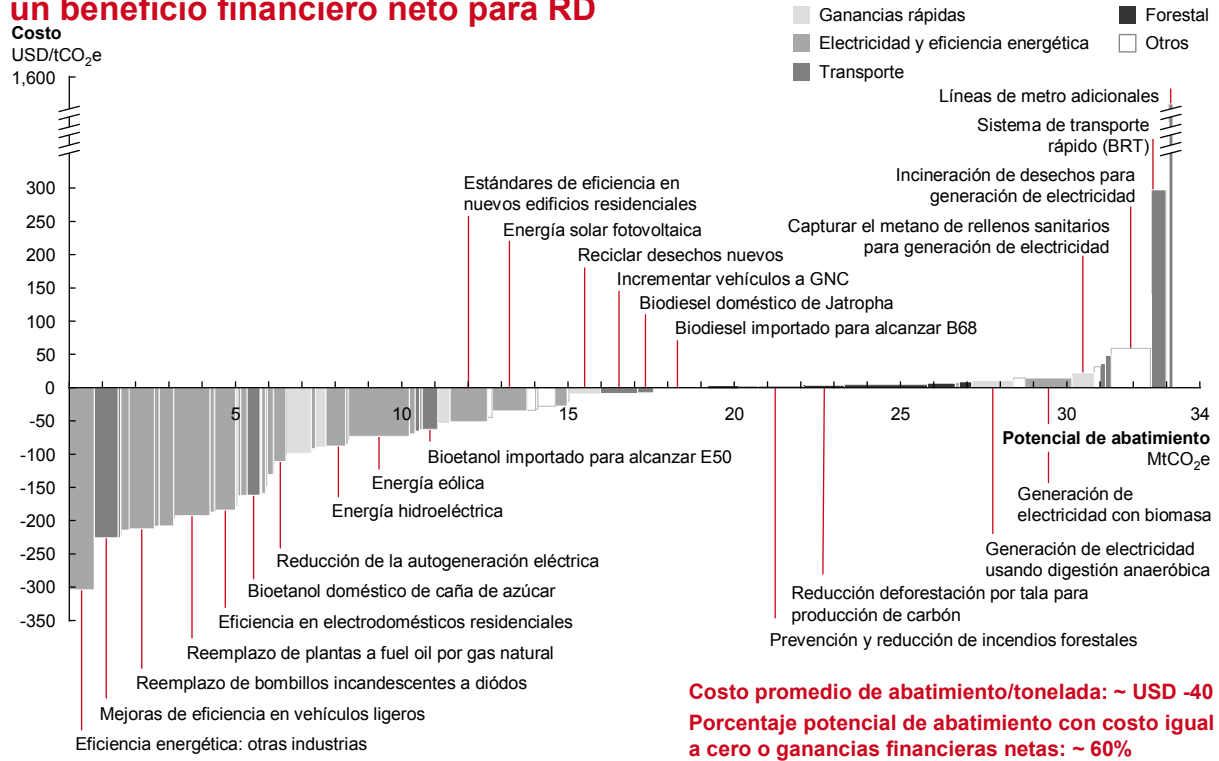 un beneficio financiero neto para RD
Costo
USD/tCO2e
Ganancias rápidas
Electricidad y eficiencia energética
Transporte
Forestal
Otros
1,600
300
250
200
150
100
50
0
-50
-100
-150
-200
-250
-300
-350
5
10
15
20
25
30
34
Potencial de abatimiento
MtCO2e
Líneas de metro adicionales
Sistema de transporte
rápido (BRT)
Incineración de desechos para
generación de electricidad
Capturar el metano de rellenos sanitarios
para generación de electricidad
Estándares de eficiencia en
nuevos edificios residenciales
Energía solar fotovoltaica
Reciclar desechos nuevos
Incrementar vehículos a GNC
Biodiesel doméstico de Jatropha
Biodiesel importado para alcanzar B68
Bioetanol importado para alcanzar E50
Energía eólica
Energía hidroeléctrica
Reducción de la autogeneración eléctrica
Bioetanol doméstico de caña de azúcar
Eficiencia en electrodomésticos residenciales
Reemplazo de plantas a fuel oil por gas natural
Reemplazo de bombillos incandescentes a diódos
Mejoras de eficiencia en vehículos ligeros
Eficiencia energética: otras industrias
Generación de
electricidad con biomasa
Generación de electricidad
usando digestión anaeróbica
Reducción deforestación por tala para
producción de carbón
Prevención y reducción de incendios forestales
Costo promedio de abatimiento/tonelada: ~ USD -40
Porcentaje potencial de abatimiento con costo igual
a cero o ganancias financieras netas: ~ 60%